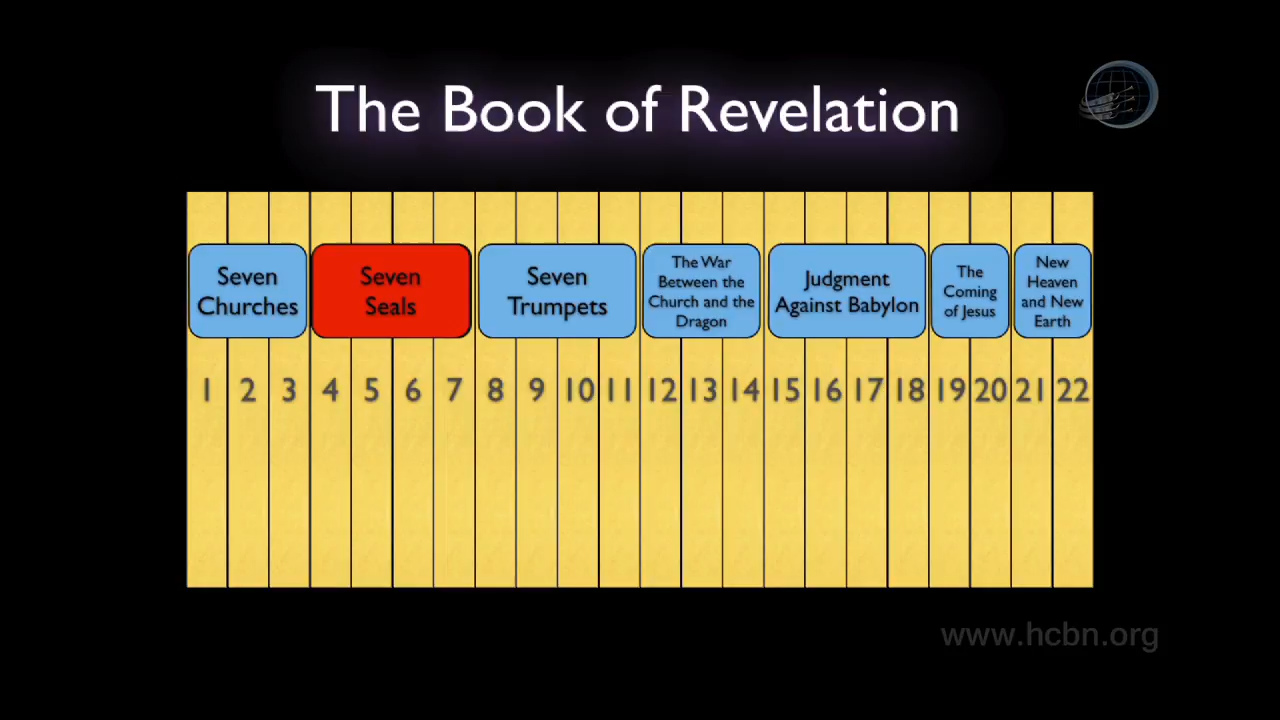 The Book of Revelation
Seven
Churches
Seven
Seals
Seven
Trumpets
The War
Between the
Church and the
Dragon
Judgment
Against Babylon
The
Coming
of Jesus
New
Heaven
and New
Earth
1 2 3 4 5 6 7 8 9 10 11 12 13 14 15 16 17 18 19 20 21 22
www.hcbn.org